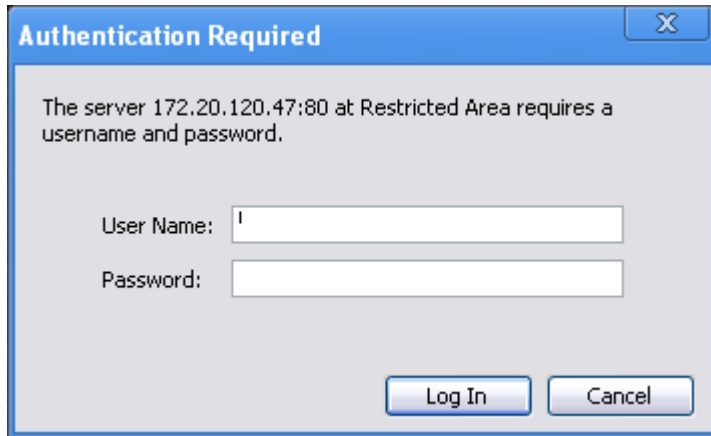 Authentication Required
The server 172.20.120.47:80 at Restricted Area requires a
username and password.
User Name:
Password:
Log In Cancel